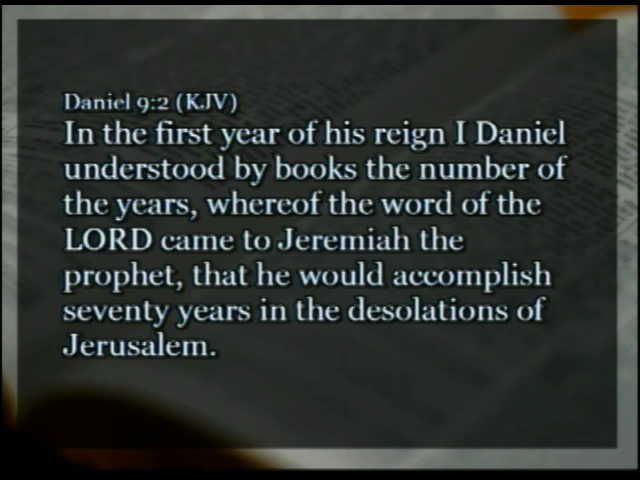 Daniel 9:2 (KJV)
In the first year of his reign I Daniel
understood by books the number of
the years, whereof the word of the
LORD came to Jeremiah the
prophet, that he would accomplish
seventy years in the desolations of
Jerusalem.